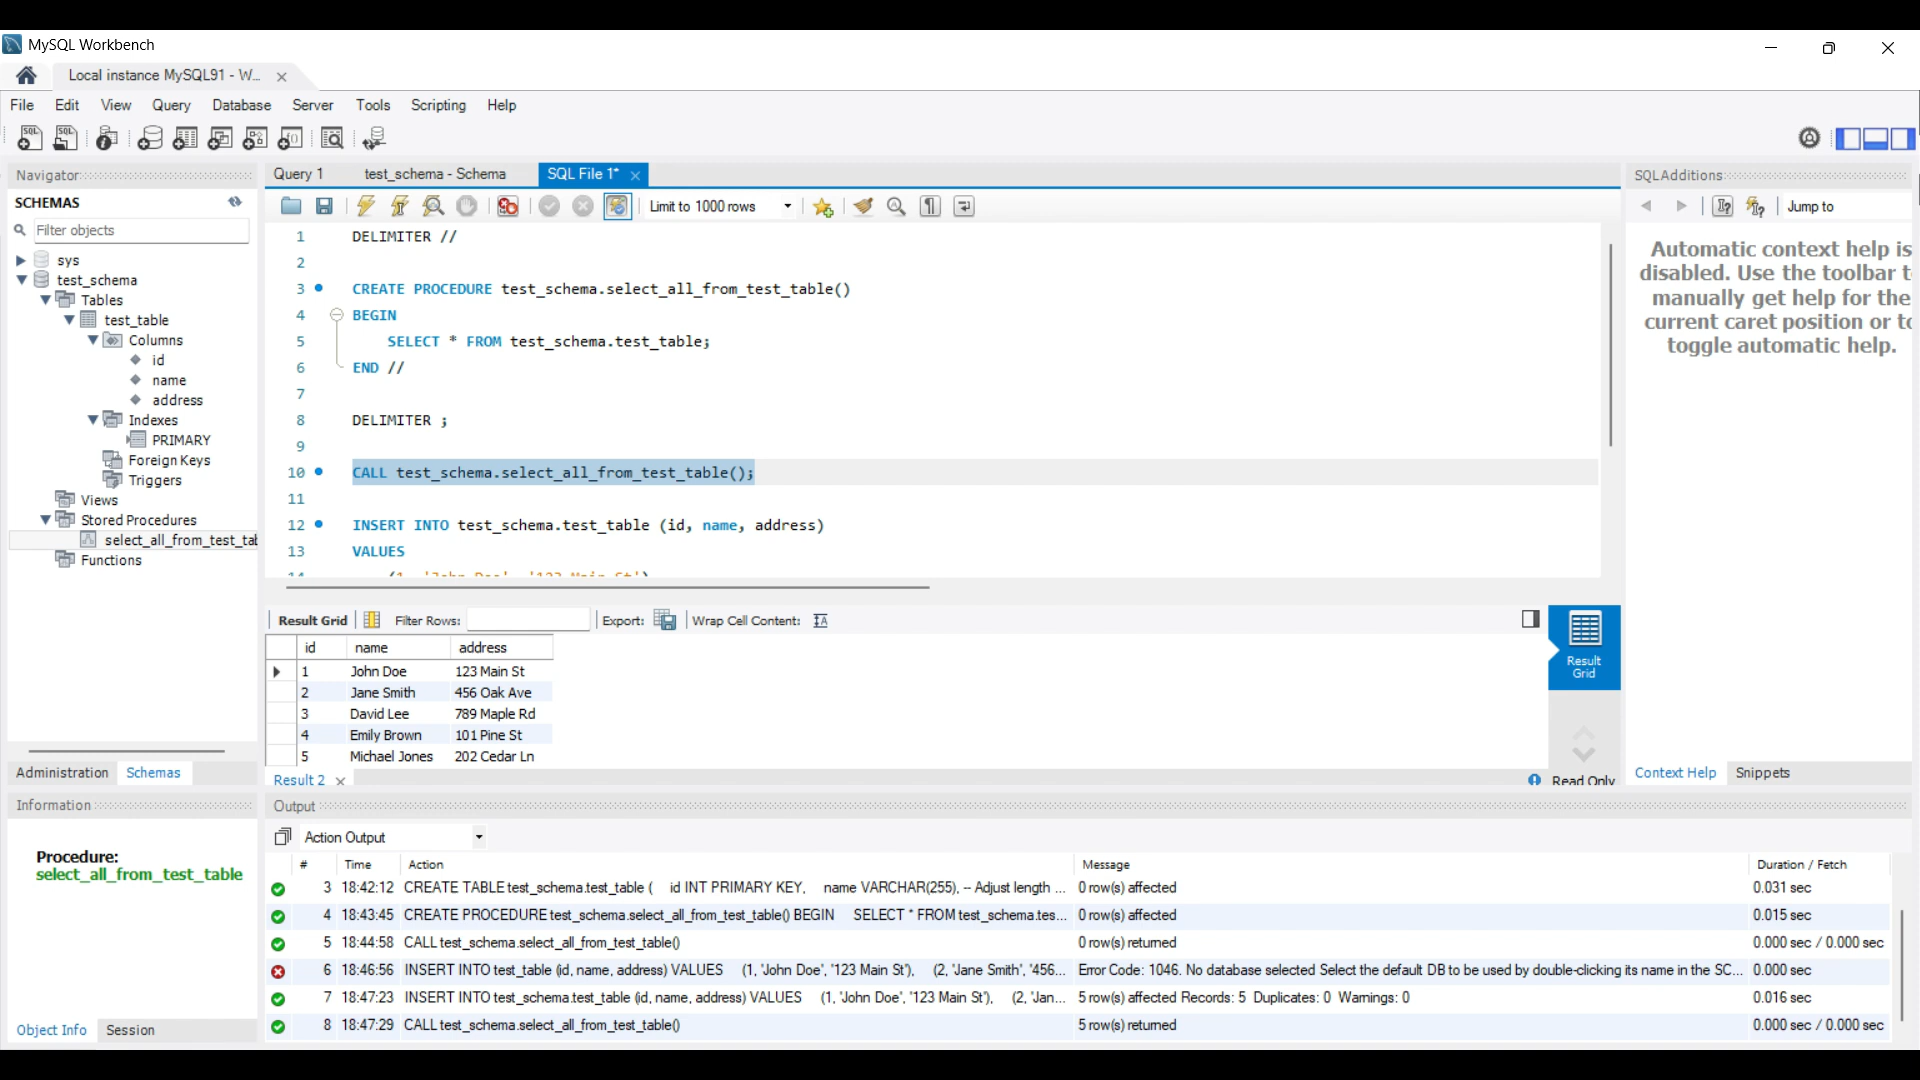 MySQL Workbench
Local instance MySQL91 - W...
File Edit View Query Database Server Tools Scripting Help
Navigator
SCHEMAS
Filter objects
sys
test_schema
Tables
test_table
Columns
id
name
address
Indexes
PRIMARY
Foreign Keys
Triggers
Views
Stored Procedures
select_all_from_test_tab
Functions
Administration Schemas
Information
Procedure:
select_all_from_test_table
Object Info Session
Query 1 test_schema - Schema SQL File 1*
Limit to 1000 rows
1 DELIMITER //
2
3 CREATE PROCEDURE test_schema.select_all_from_test_table()
4 BEGIN
5 SELECT * FROM test_schema.test_table;
6 END //
7
8 DELIMITER ;
9
10 CALL test_schema.select_all_from_test_table();
11
12 INSERT INTO test_schema.test_table (id, name, address)
13 VALUES
Result Grid Filter Rows: Export: Wrap Cell Content:
id name address
1 John Doe 123 Main St
2 Jane Smith 456 Oak Ave
3 David Lee 789 Maple Rd
4 Emily Brown 101 Pine St
5 Michael Jones 202 Cedar Ln
Result 2
Result
Grid
Read Only
SQLAdditions
Jump to
Automatic context help is
disabled. Use the toolbar t
manually get help for the
current caret position or to
toggle automatic help.
Context Help Snippets
Output
Action Output
# Time Action Message Duration / Fetch
3 18:42:12 CREATE TABLE test_schema.test_table ( id INT PRIMARY KEY, name VARCHAR(255), -- Adjust length ... 0 row(s) affected 0.031 sec
4 18:43:45 CREATE PROCEDURE test_schema.select_all_from_test_table() BEGIN SELECT * FROM test_schema.tes... 0 row(s) affected 0.015 sec
5 18:44:58 CALL test_schema.select_all_from_test_table() 0 row(s) returned 0.000 sec / 0.000 sec
6 18:46:56 INSERT INTO test_table (id, name, address) VALUES (1, 'John Doe', '123 Main St'), (2, 'Jane Smith', '456... Error Code: 1046. No database selected Select the default DB to be used by double-clicking its name in the SC... 0.000 sec
7 18:47:23 INSERT INTO test_schema.test_table (id, name, address) VALUES (1, 'John Doe', '123 Main St'), (2, 'Jan... 5 row(s) affected Records: 5 Duplicates: 0 Warnings: 0 0.016 sec
8 18:47:29 CALL test_schema.select_all_from_test_table() 5 row(s) returned 0.000 sec / 0.000 sec